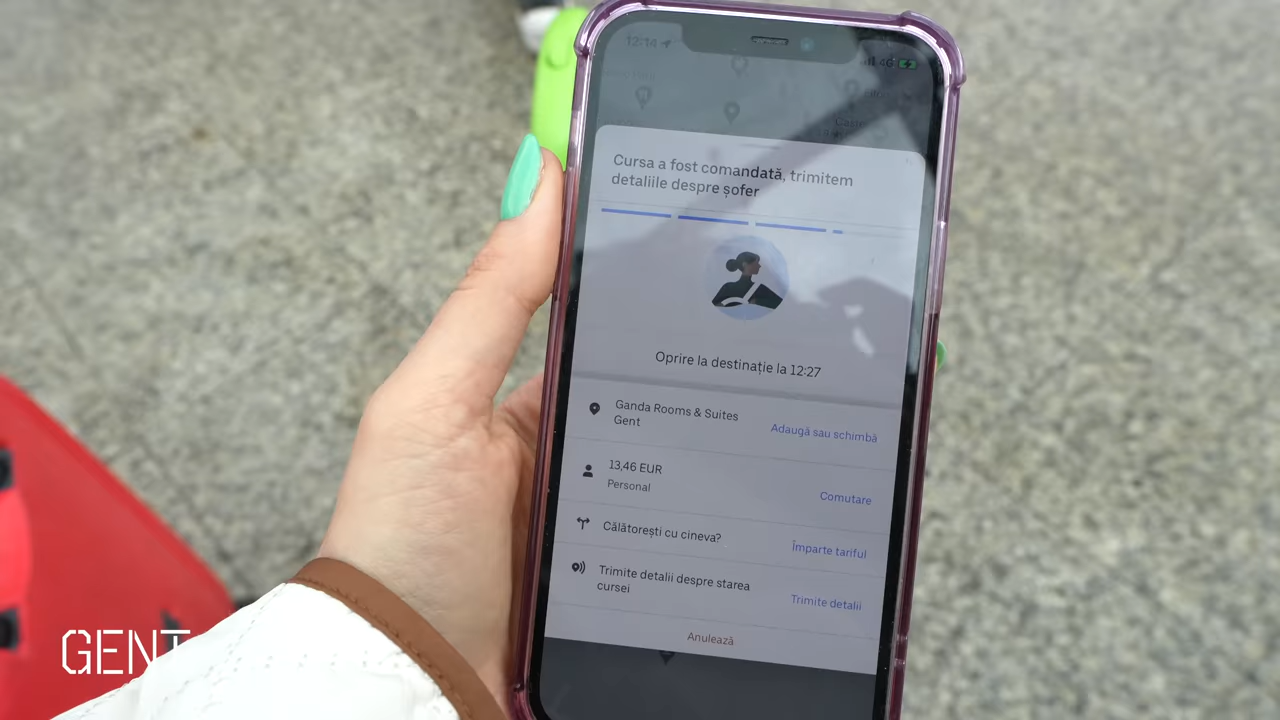 12:14
4G
Cursa a fost comandată, trimitem
detaliile despre șofer
Oprire la destinație la 12:27
Ganda Rooms & Suites
Gent
Adaugă sau schimbă
13,46 EUR
Personal
Comutare
Călătorești cu cineva?
Împarte tariful
Trimite detalii despre starea
cursei
Trimite detalii
Anulează
GENT